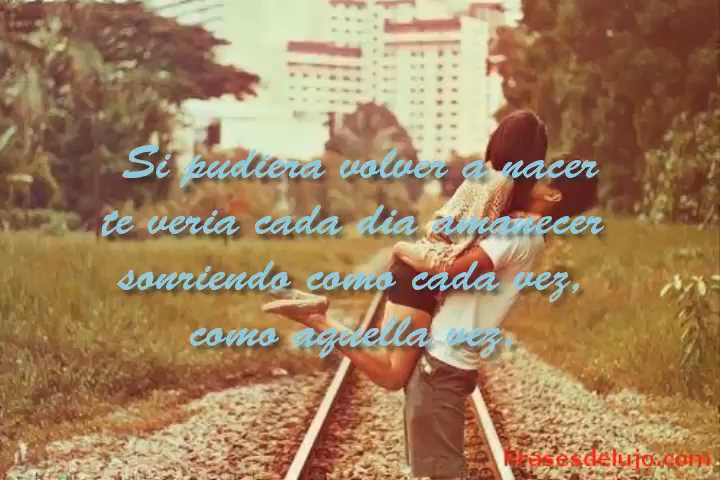 Si pudiera volver a nacer
te veria cada dia amanecer
sonriendo como cada vez,
como aquella vez.
Frasesdelujo.com